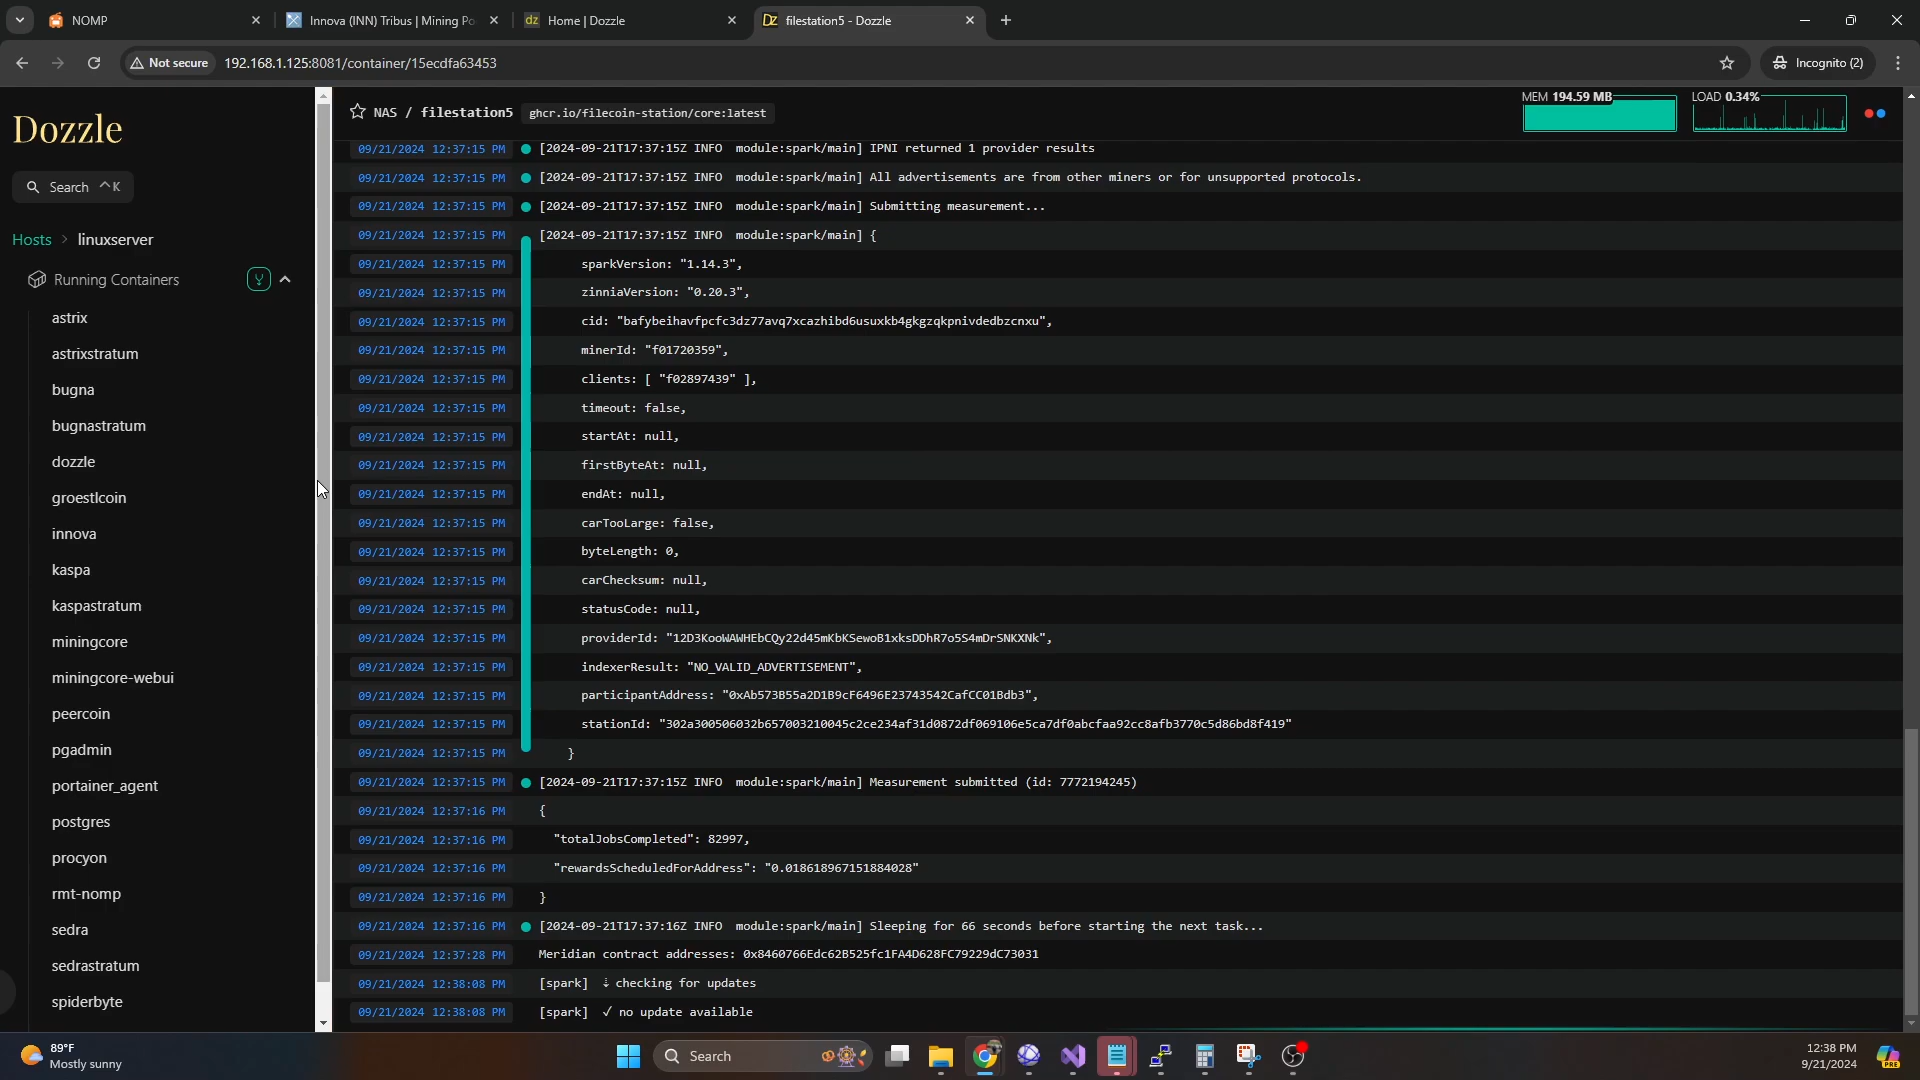 NOMP
Innova (INN) Tribus | Mining Po
dz Home | Dozzle
DZ filestation5 - Dozzle
Not secure 192.168.1.125:8081/container/15ecdfa63453 Incognito (2)
Dozzle
Search ^K
Hosts > linuxserver
Running Containers
astrix
astrixstratum
bugna
bugnastratum
dozzle
groestlcoin
innova
kaspa
kaspastratum
miningcore
miningcore-webui
peercoin
pgadmin
portainer_agent
postgres
procyon
rmt-nomp
sedra
sedrastratum
spiderbyte
NAS / filestation5 ghcr.io/filecoin-station/core:latest
MEM 194.59 MB
LOAD 0.34%
09/21/2024 12:37:15 PM [2024-09-21T17:37:15Z INFO module:spark/main] IPNI returned 1 provider results
09/21/2024 12:37:15 PM [2024-09-21T17:37:15Z INFO module:spark/main] All advertisements are from other miners or for unsupported protocols.
09/21/2024 12:37:15 PM [2024-09-21T17:37:15Z INFO module:spark/main] Submitting measurement...
09/21/2024 12:37:15 PM [2024-09-21T17:37:15Z INFO module:spark/main] {
09/21/2024 12:37:15 PM sparkVersion: "1.14.3",
09/21/2024 12:37:15 PM zinniaVersion: "0.20.3",
09/21/2024 12:37:15 PM cid: "bafybeihavfpcfc3dz77avq7xcazhibd6usuxkb4gkgzqkpnivdedbzcnxu",
09/21/2024 12:37:15 PM minerId: "f01720359",
09/21/2024 12:37:15 PM clients: [ "f02897439" ],
09/21/2024 12:37:15 PM timeout: false,
09/21/2024 12:37:15 PM startAt: null,
09/21/2024 12:37:15 PM firstByteAt: null,
09/21/2024 12:37:15 PM endAt: null,
09/21/2024 12:37:15 PM carTooLarge: false,
09/21/2024 12:37:15 PM byteLength: 0,
09/21/2024 12:37:15 PM carChecksum: null,
09/21/2024 12:37:15 PM statusCode: null,
09/21/2024 12:37:15 PM providerId: "12D3KooWAWHEbCQy22d45mKbKSewoB1xksDDhR7o5S4mDrSNKXNk",
09/21/2024 12:37:15 PM indexerResult: "NO_VALID_ADVERTISEMENT",
09/21/2024 12:37:15 PM participantAddress: "0xAb573B55a2D1B9cF6496E23743542CafCC01Bdb3",
09/21/2024 12:37:15 PM stationId: "302a300506032b657003210045c2ce234af31d0872df069106e5ca7df0abcfaa92cc8afb3770c5d86bd8f419"
09/21/2024 12:37:15 PM }
09/21/2024 12:37:15 PM [2024-09-21T17:37:15Z INFO module:spark/main] Measurement submitted (id: 7772194245)
09/21/2024 12:37:16 PM {
09/21/2024 12:37:16 PM "totalJobsCompleted": 82997,
09/21/2024 12:37:16 PM "rewardsScheduledForAddress": "0.018618967151884028"
09/21/2024 12:37:16 PM }
09/21/2024 12:37:16 PM [2024-09-21T17:37:16Z INFO module:spark/main] Sleeping for 66 seconds before starting the next task...
09/21/2024 12:37:28 PM Meridian contract addresses: 0x8460766Edc62B525fc1FA4D628FC79229dC73031
09/21/2024 12:38:08 PM [spark] ⇣ checking for updates
09/21/2024 12:38:08 PM [spark] ✓ no update available
89°F
Mostly sunny
Search
12:38 PM
9/21/2024
PRE